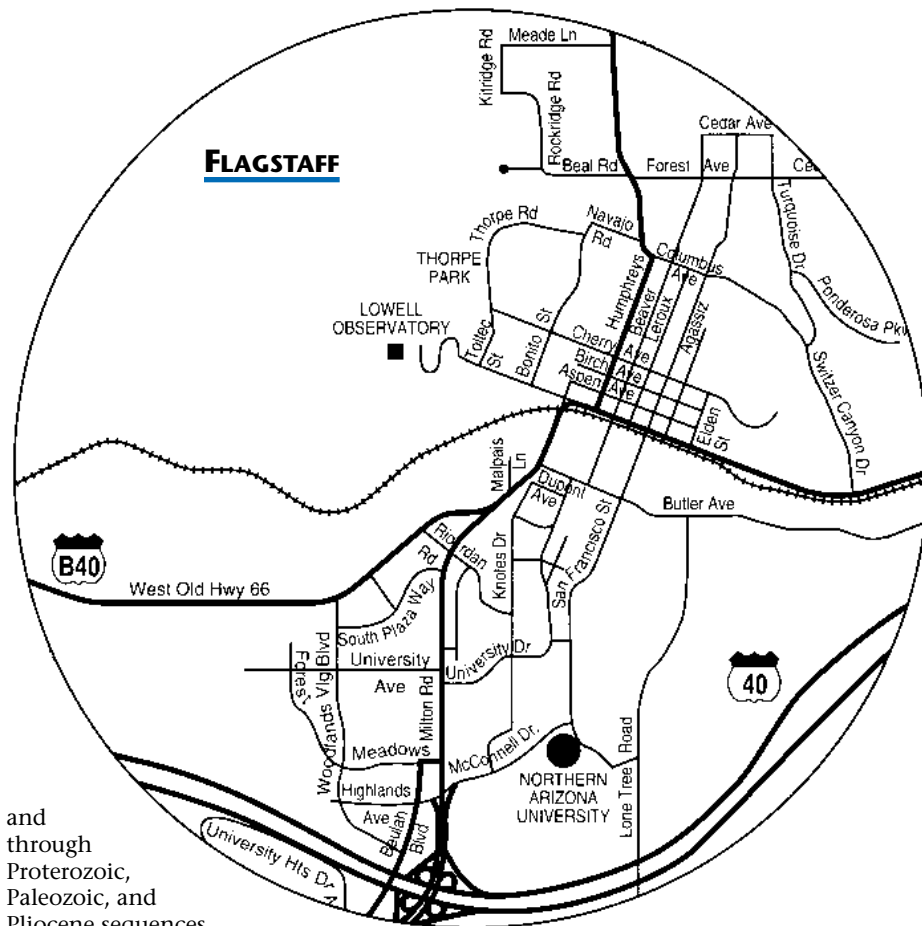 Meade Ln
Kitridge Rd
Rockridge Rd
Cedar Ave
FLAGSTAFF
Beal Rd
Forest Ave
Turquoise Dr
Thorpe Rd
Navajo Rd
THORPE
PARK
Columbus Ave
Humphreys
Beaver
Leroux
Agassiz
Ponderosa
LOWELL
OBSERVATORY
Toltec St
Bonito St
Cherry Ave
Birch Ave
Aspen Ave
Switzer Canyon Dr
Elden St
Malpais Ln
Dupont Ave
Butler Ave
B40
Riordan Rd
Knoles Dr
San Francisco St
West Old Hwy 66
South Plaza Way
University Ave
University Dr
Forest
Woodlands Vlg Blvd
Milton Rd
40
Meadows
McConnell Dr.
Lone Tree Road
NORTHERN
ARIZONA
UNIVERSITY
Highlands Ave
Beulah Blvd
University Hts Dr
and
through
Proterozoic,
Paleozoic, and
Pliocene sequences